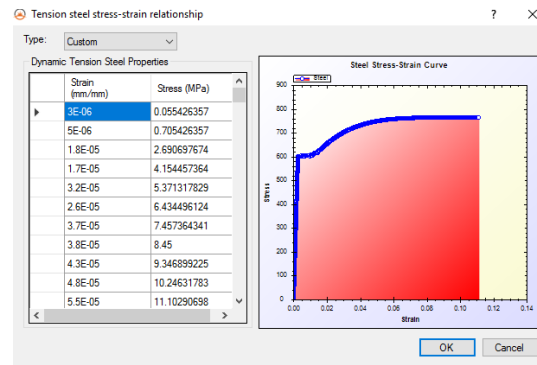 Tension steel stress-strain relationship
? ×
Type: Custom
Dynamic Tension Steel Properties
Strain (mm/mm) Stress (MPa)
3E-06 0.055426357
5E-06 0.705426357
1.8E-05 2.690697674
1.7E-05 4.154457364
3.2E-05 5.371317829
2.6E-05 6.434496124
3.7E-05 7.457364341
3.8E-05 8.45
4.3E-05 9.346899225
4.8E-05 10.24631783
5.5E-05 11.10290698
Steel Stress-Strain Curve
Steel
900
800
700
600
500
400
300
200
100
0
Stress
0.00 0.02 0.04 0.06 0.08 0.10 0.12 0.14
Strain
OK Cancel